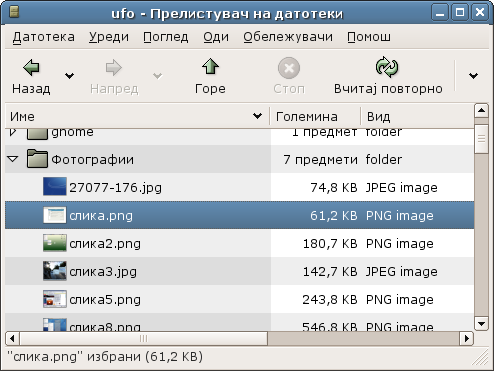 ufo - Прелистувач на датотеки
Датотека Уреди Поглед Оди Обележувачи Помош
Назад Напред Горе Стоп Вчитај повторно
Име Големина Вид
gnome 1 предмет folder
Фотографии 7 предмети folder
27077-176.jpg 74,8 KB JPEG image
слика.png 61,2 KB PNG image
слика2.png 180,7 KB PNG image
слика3.jpg 142,7 KB JPEG image
слика5.png 243,8 KB PNG image
слика8.png 546,8 KB PNG image
"слика.png" избрани (61,2 KB)